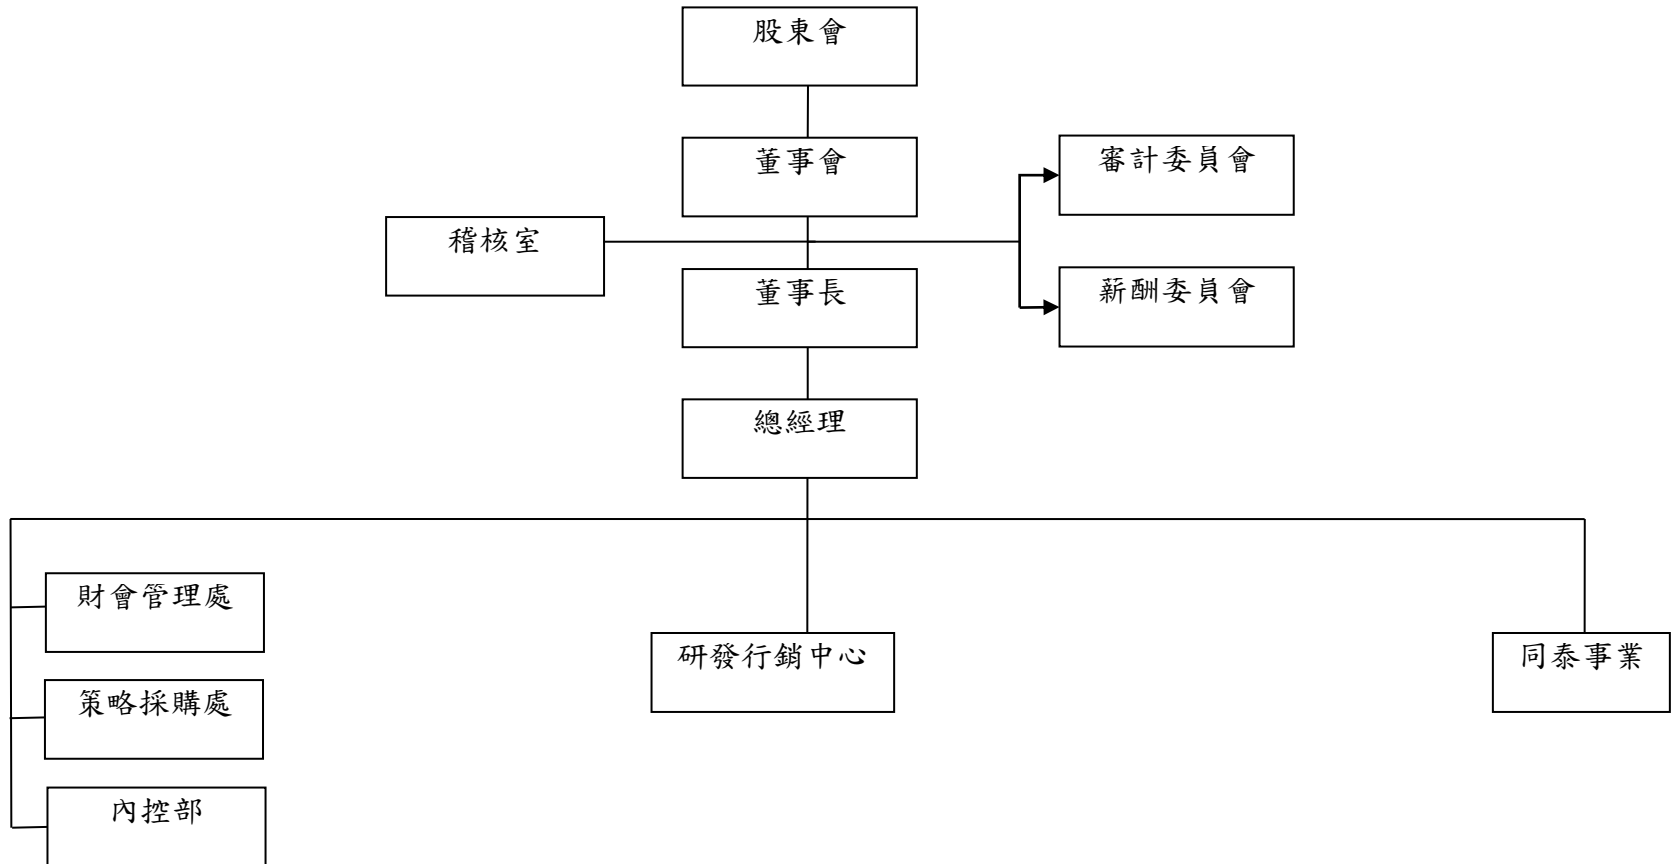 股東會
董事會
審計委員會
稽核室
董事長
薪酬委員會
總經理
財會管理處
研發行銷中心
同泰事業
策略採購處
內控部